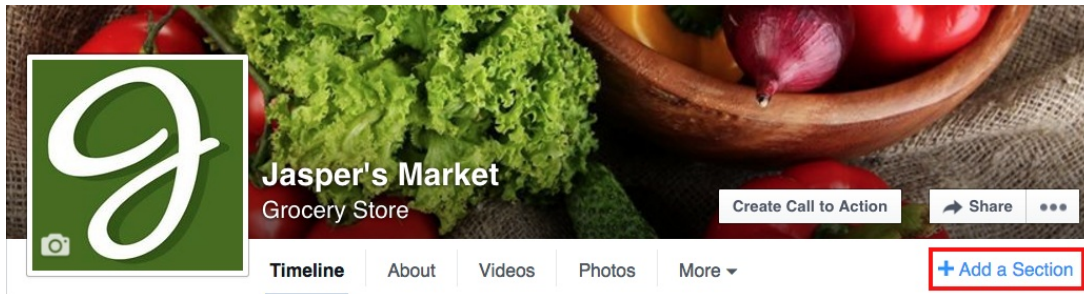 Jasper's Market
Grocery Store
Create Call to Action
Share
Timeline About Videos Photos More
+ Add a Section